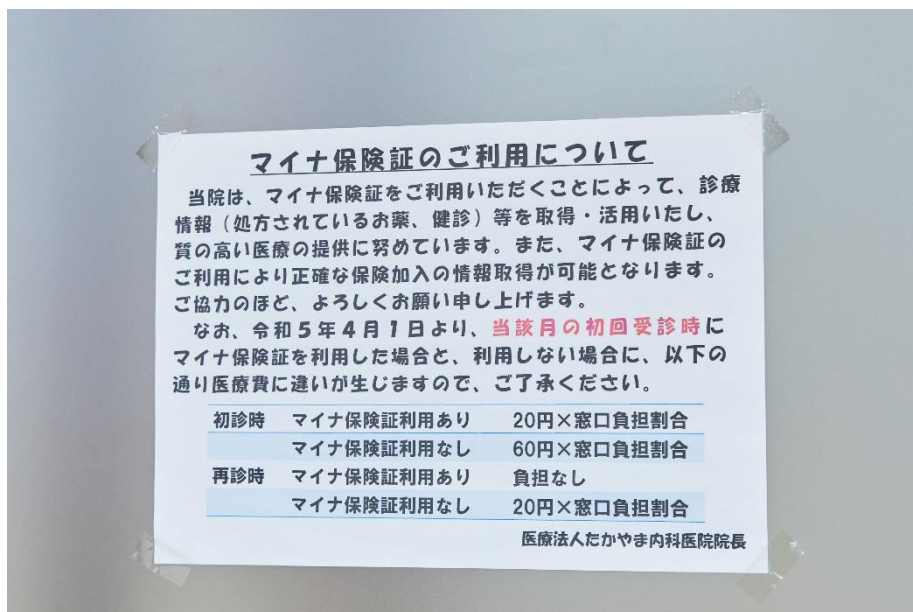 マイナ保険証のご利用について
当院は、マイナ保険証をご利用いただくことによって、診療
情報（処方されているお薬、健診）等を取得・活用いたし、
質の高い医療の提供に努めています。また、マイナ保険証の
ご利用により正確な保険加入の情報取得が可能となります。
ご協力のほど、よろしくお願い申し上げます。
なお、令和５年４月１日より、当該月の初回受診時に
マイナ保険証を利用した場合と、利用しない場合に、以下の
通り医療費に違いが生じますので、ご了承ください。
初診時 マイナ保険証利用あり 20円×窓口負担割合
マイナ保険証利用なし 60円×窓口負担割合
再診時 マイナ保険証利用あり 負担なし
マイナ保険証利用なし 20円×窓口負担割合
医療法人たかやま内科医院院長